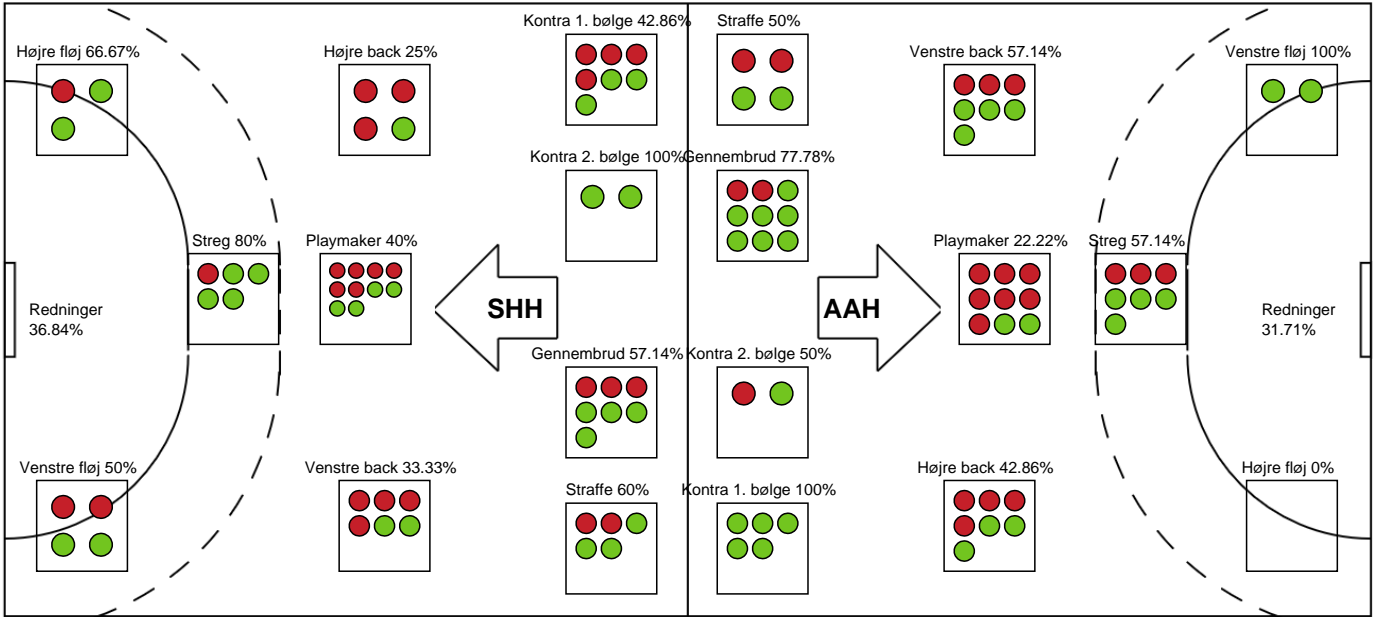 Kontra 1. bølge 42.86%
Straffe 50%
Højre fløj 66.67%
Højre back 25%
Venstre back 57.14%
Venstre fløj 100%
Kontra 2. bølge 100%
Gennembrud 77.78%
Streg 80%
Playmaker 40%
Playmaker 22.22%
Streg 57.14%
Redninger
36.84%
SHH
AAH
Redninger
31.71%
Gennembrud 57.14%
Kontra 2. bølge 50%
Venstre fløj 50%
Venstre back 33.33%
Højre back 42.86%
Højre fløj 0%
Straffe 60%
Kontra 1. bølge 100%